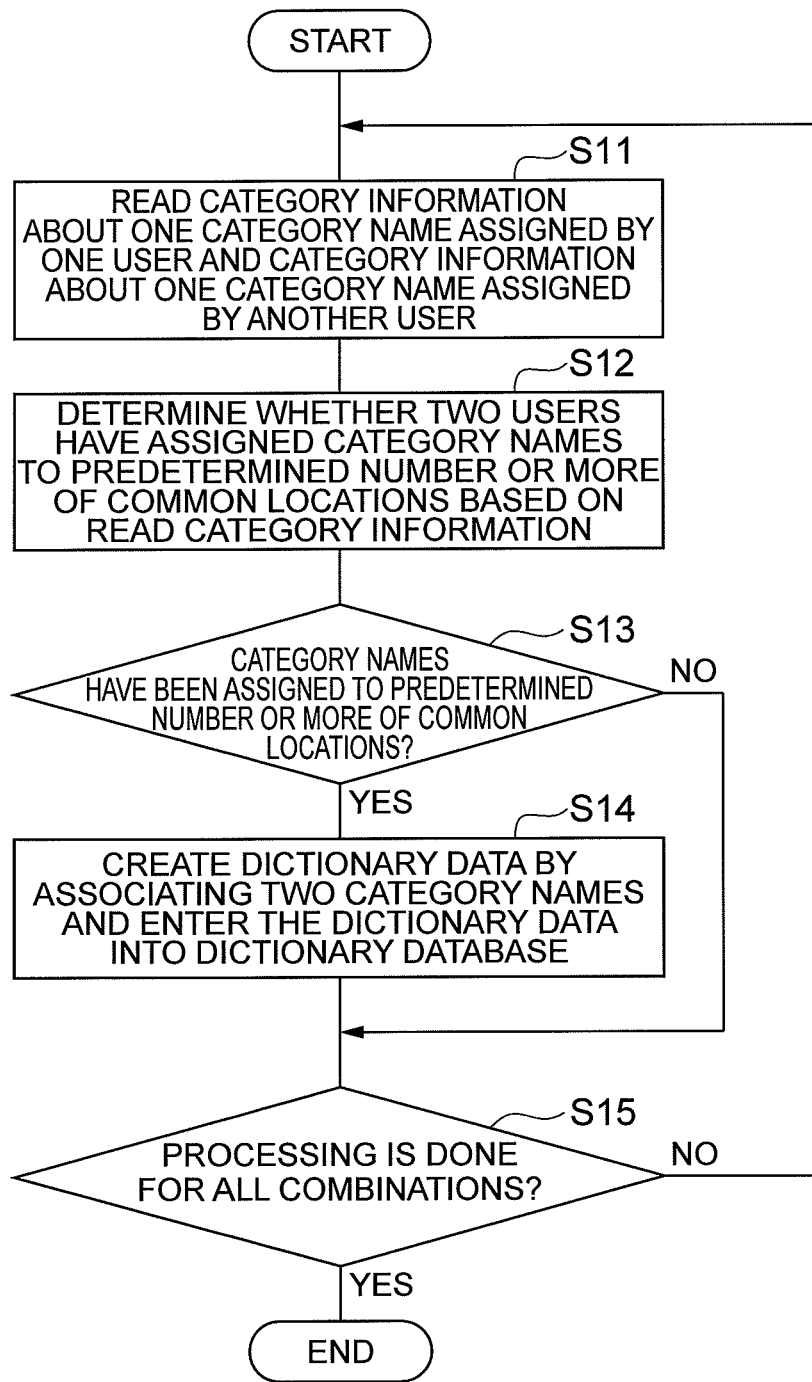 START
S11
READ CATEGORY INFORMATION
ABOUT ONE CATEGORY NAME ASSIGNED BY
ONE USER AND CATEGORY INFORMATION
ABOUT ONE CATEGORY NAME ASSIGNED
BY ANOTHER USER
S12
DETERMINE WHETHER TWO USERS
HAVE ASSIGNED CATEGORY NAMES
TO PREDETERMINED NUMBER OR MORE
OF COMMON LOCATIONS BASED ON
READ CATEGORY INFORMATION
S13
CATEGORY NAMES
HAVE BEEN ASSIGNED TO PREDETERMINED
NUMBER OR MORE OF COMMON
LOCATIONS?
NO
YES
S14
CREATE DICTIONARY DATA BY
ASSOCIATING TWO CATEGORY NAMES
AND ENTER THE DICTIONARY DATA
INTO DICTIONARY DATABASE
S15
PROCESSING IS DONE
FOR ALL COMBINATIONS?
NO
YES
END